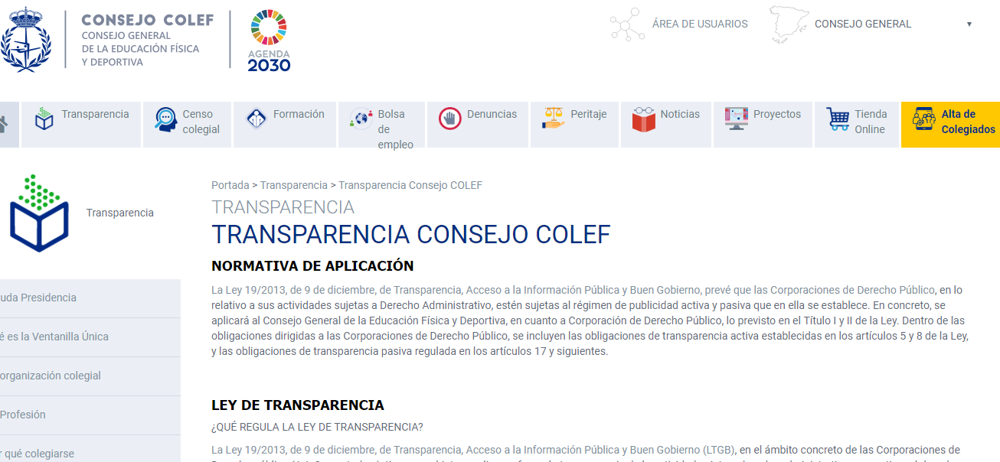 CONSEJO COLEF
CONSEJO GENERAL
DE LA EDUCACIÓN FÍSICA
Y DEPORTIVA
AGENDA
2030
ÁREA DE USUARIOS
CONSEJO GENERAL
Transparencia
Censo
colegial
Formación
Bolsa
de
empleo
Denuncias
Peritaje
Noticias
Proyectos
Tienda
Online
Alta de
Colegiados
Transparencia
uda Presidencia
é es la Ventanilla Única
organización colegial
Profesión
r qué colegiarse
Portada > Transparencia > Transparencia Consejo COLEF
TRANSPARENCIA
TRANSPARENCIA CONSEJO COLEF
NORMATIVA DE APLICACIÓN
La Ley 19/2013, de 9 de diciembre, de Transparencia, Acceso a la Información Pública y Buen Gobierno, prevé que las Corporaciones de Derecho Público, en lo
relativo a sus actividades sujetas a Derecho Administrativo, estén sujetas al régimen de publicidad activa y pasiva que en ella se establece. En concreto, se
aplicará al Consejo General de la Educación Física y Deportiva, en cuanto a Corporación de Derecho Público, lo previsto en el Título I y II de la Ley. Dentro de las
obligaciones dirigidas a las Corporaciones de Derecho Público, se incluyen las obligaciones de transparencia activa establecidas en los artículos 5 y 8 de la Ley,
y las obligaciones de transparencia pasiva regulada en los artículos 17 y siguientes.
LEY DE TRANSPARENCIA
¿QUÉ REGULA LA LEY DE TRANSPARENCIA?
La Ley 19/2013, de 9 de diciembre, de Transparencia, Acceso a la Información Pública y Buen Gobierno (LTGB), en el ámbito concreto de las Corporaciones de